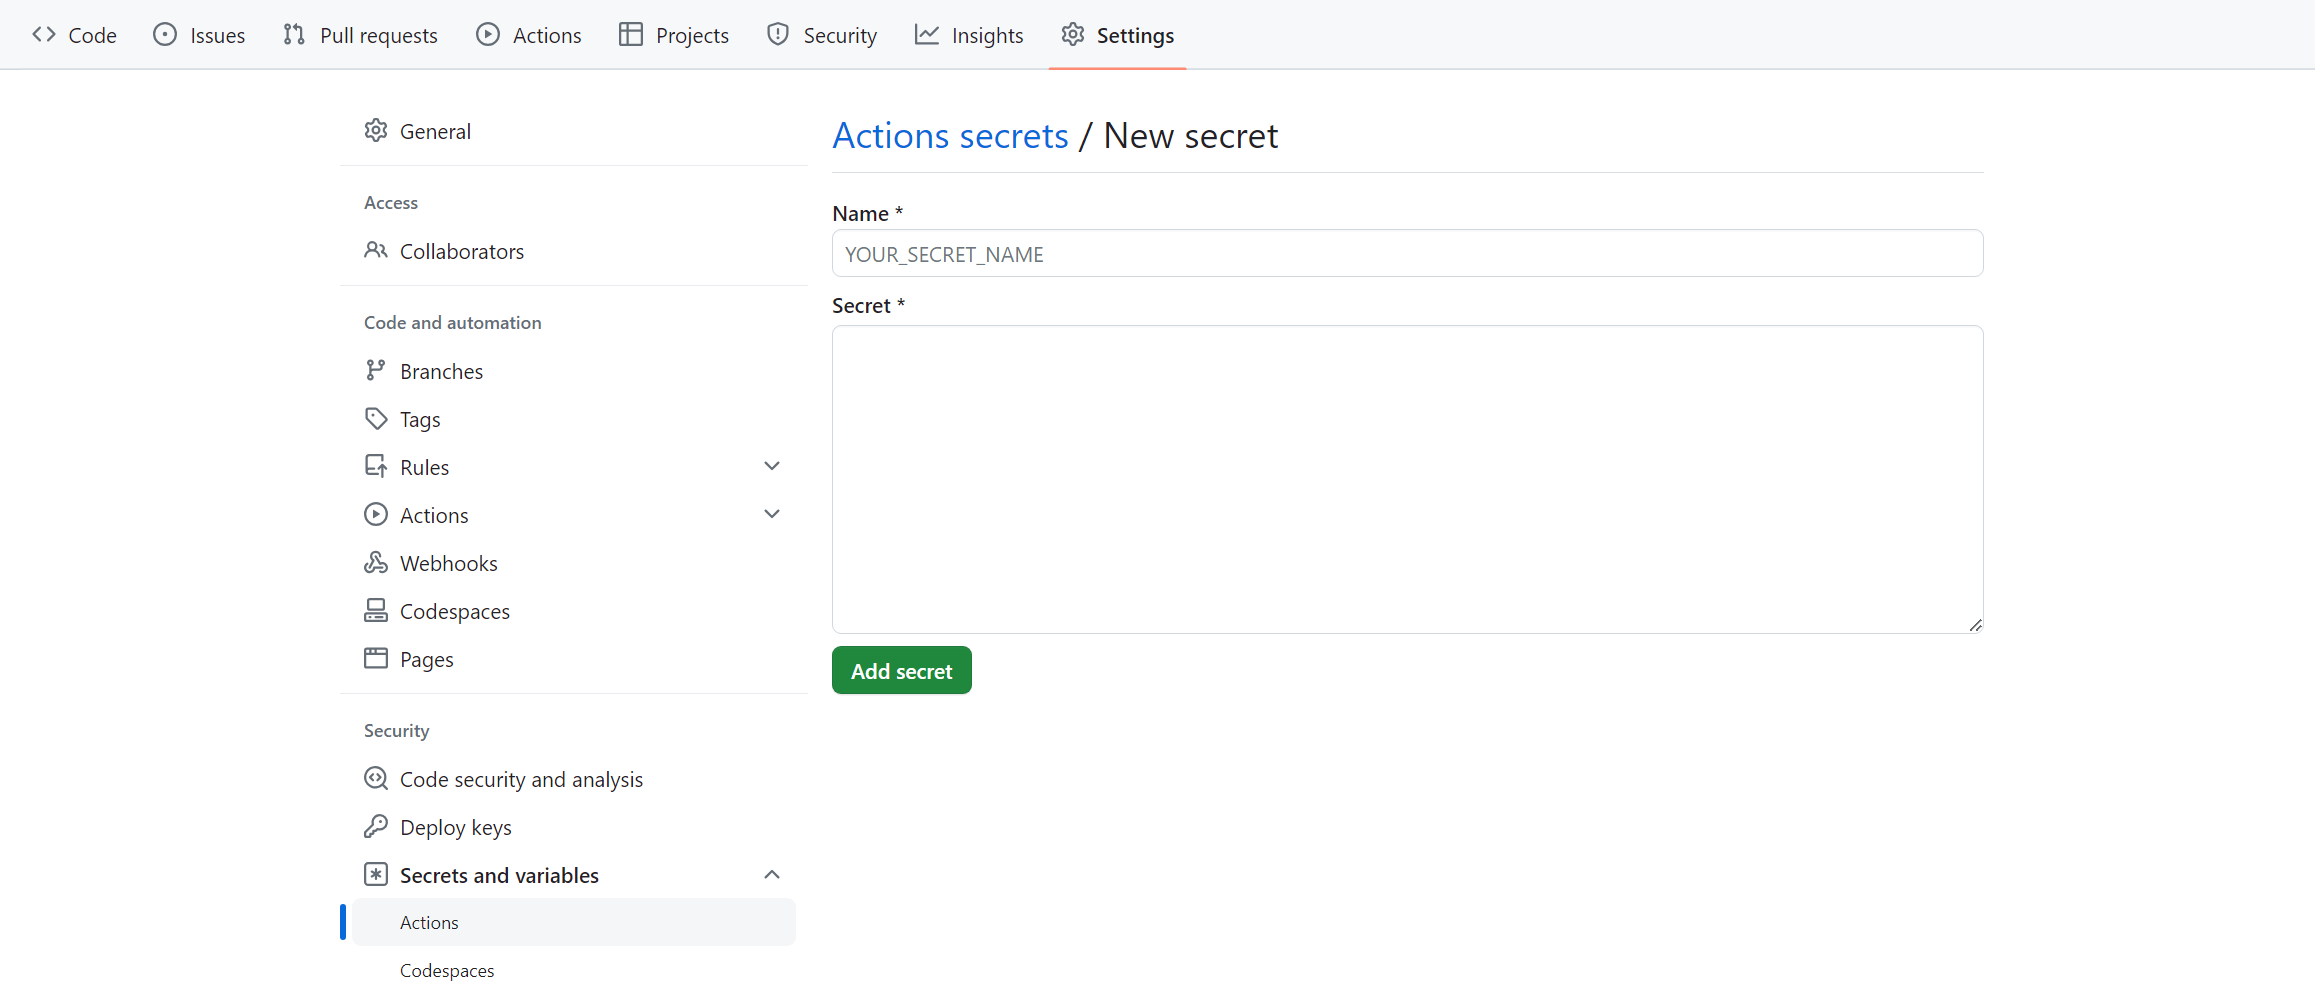 Code Issues Pull requests Actions Projects Security Insights Settings
General
Access
Collaborators
Code and automation
Branches
Tags
Rules
Actions
Webhooks
Codespaces
Pages
Security
Code security and analysis
Deploy keys
Secrets and variables
Actions
Codespaces
Actions secrets / New secret
Name *
YOUR_SECRET_NAME
Secret *
Add secret